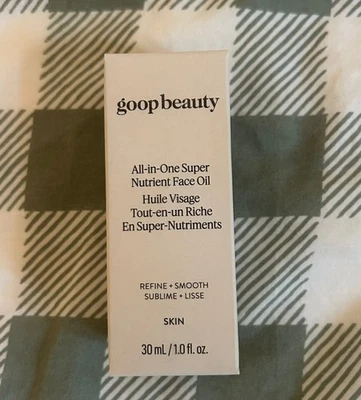 goop beauty
All-in-One Super
Nutrient Face Oil
Huile Visage
Tout-en-un Riche
En Super-Nutriments
REFINE + SMOOTH
SUBLIME + LISSE
SKIN
30 mL / 1.0 fl. oz.